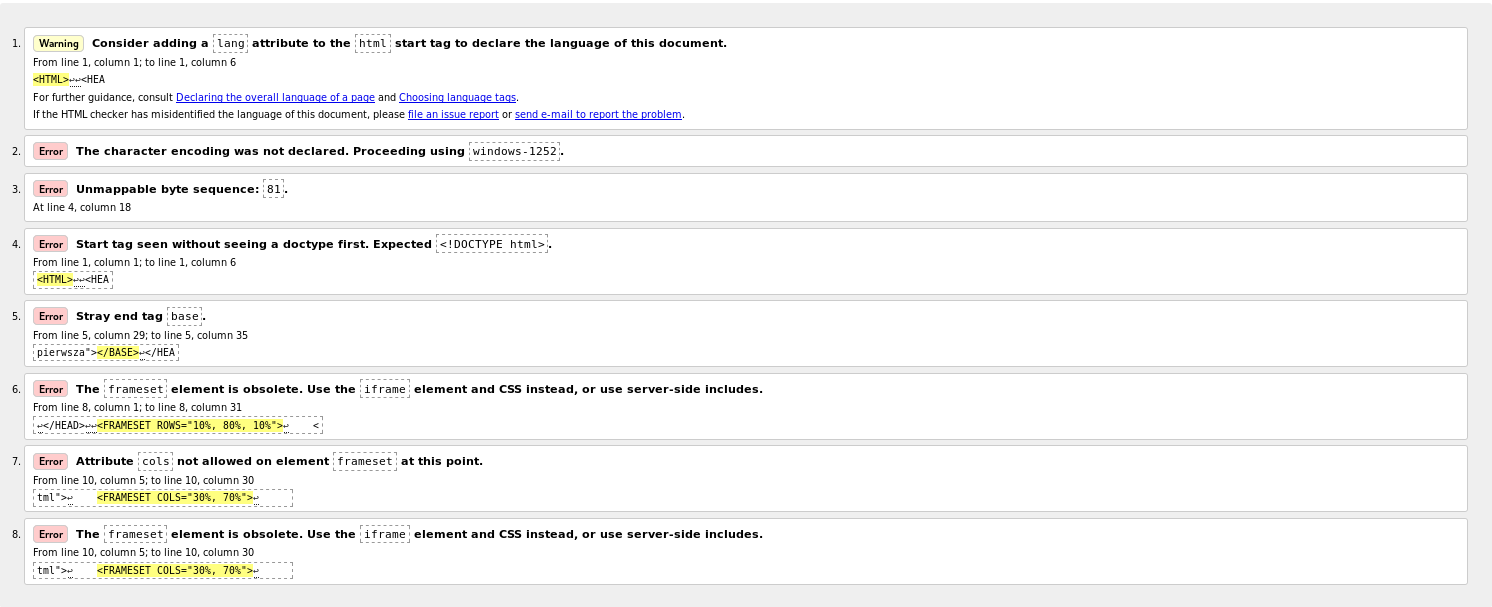 1. Warning Consider adding a lang attribute to the html start tag to declare the language of this document.
From line 1, column 1; to line 1, column 6
<HTML>↩↩<HEA
For further guidance, consult Declaring the overall language of a page and Choosing language tags.
If the HTML checker has misidentified the language of this document, please file an issue report or send e-mail to report the problem.
2. Error The character encoding was not declared. Proceeding using windows-1252.
3. Error Unmappable byte sequence: 81.
At line 4, column 18
4. Error Start tag seen without seeing a doctype first. Expected <!DOCTYPE html>.
From line 1, column 1; to line 1, column 6
<HTML>↩↩<HEA
5. Error Stray end tag base.
From line 5, column 29; to line 5, column 35
pierwsza"></BASE>↩</HEA
6. Error The frameset element is obsolete. Use the iframe element and CSS instead, or use server-side includes.
From line 8, column 1; to line 8, column 31
↩</HEAD>↩↩<FRAMESET ROWS="10%, 80%, 10%">↩    <
7. Error Attribute cols not allowed on element frameset at this point.
From line 10, column 5; to line 10, column 30
tml">↩    <FRAMESET COLS="30%, 70%">↩
8. Error The frameset element is obsolete. Use the iframe element and CSS instead, or use server-side includes.
From line 10, column 5; to line 10, column 30
tml">↩    <FRAMESET COLS="30%, 70%">↩